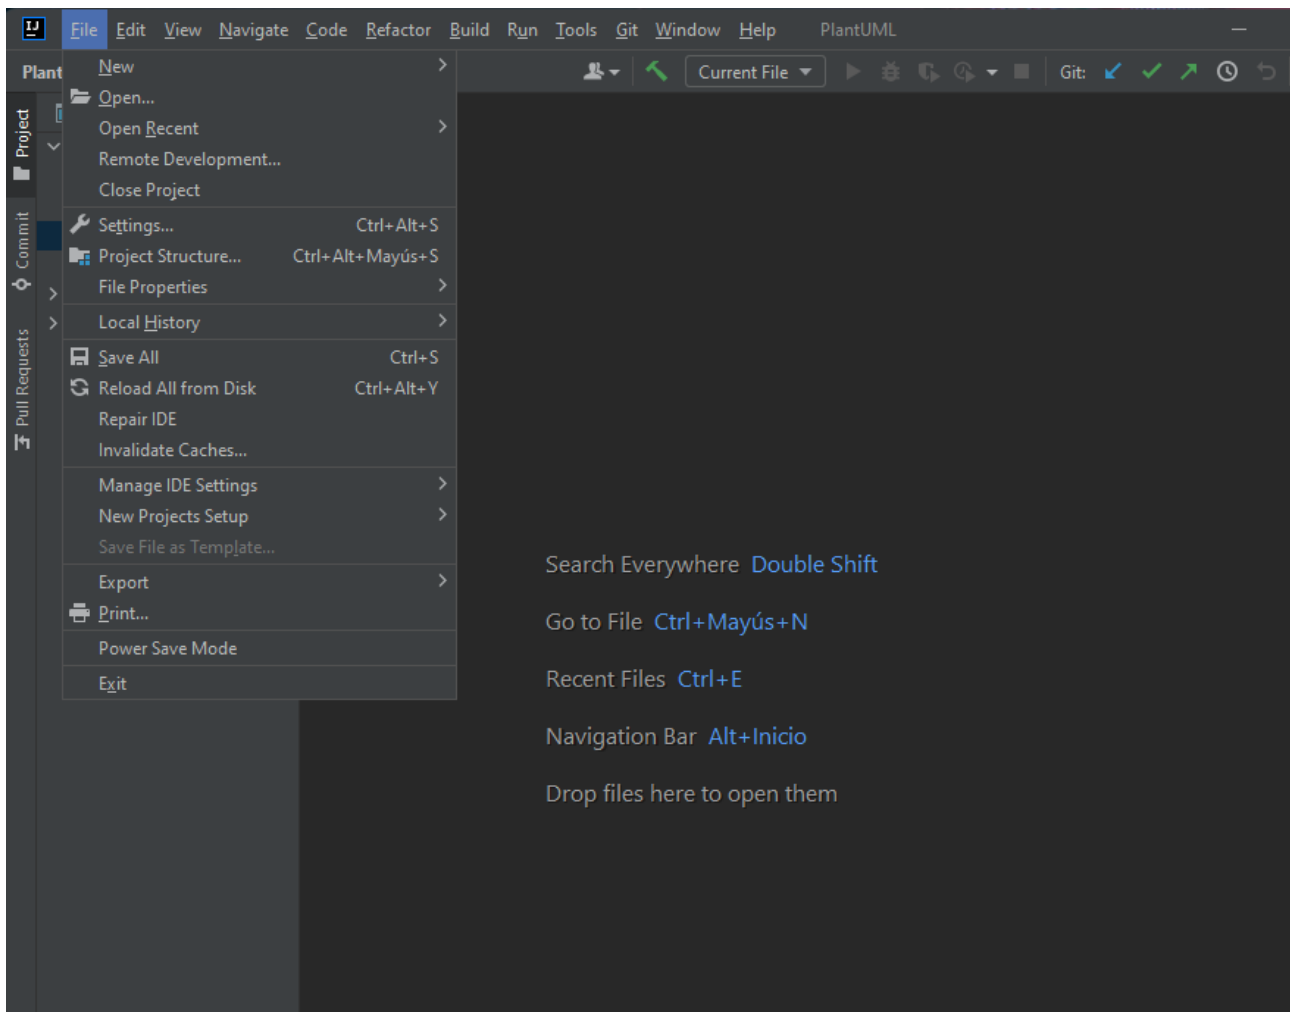 IJ File Edit View Navigate Code Refactor Build Run Tools Git Window Help PlantUML
Plant
Current File
Git:
New
Open...
Open Recent
Remote Development...
Close Project
Settings... Ctrl+Alt+S
Project Structure... Ctrl+Alt+Mayús+S
File Properties
Local History
Save All Ctrl+S
Reload All from Disk Ctrl+Alt+Y
Repair IDE
Invalidate Caches...
Manage IDE Settings
New Projects Setup
Save File as Template...
Export
Print...
Power Save Mode
Exit
Project
Commit
Pull Requests
Search Everywhere Double Shift
Go to File Ctrl+Mayús+N
Recent Files Ctrl+E
Navigation Bar Alt+Inicio
Drop files here to open them